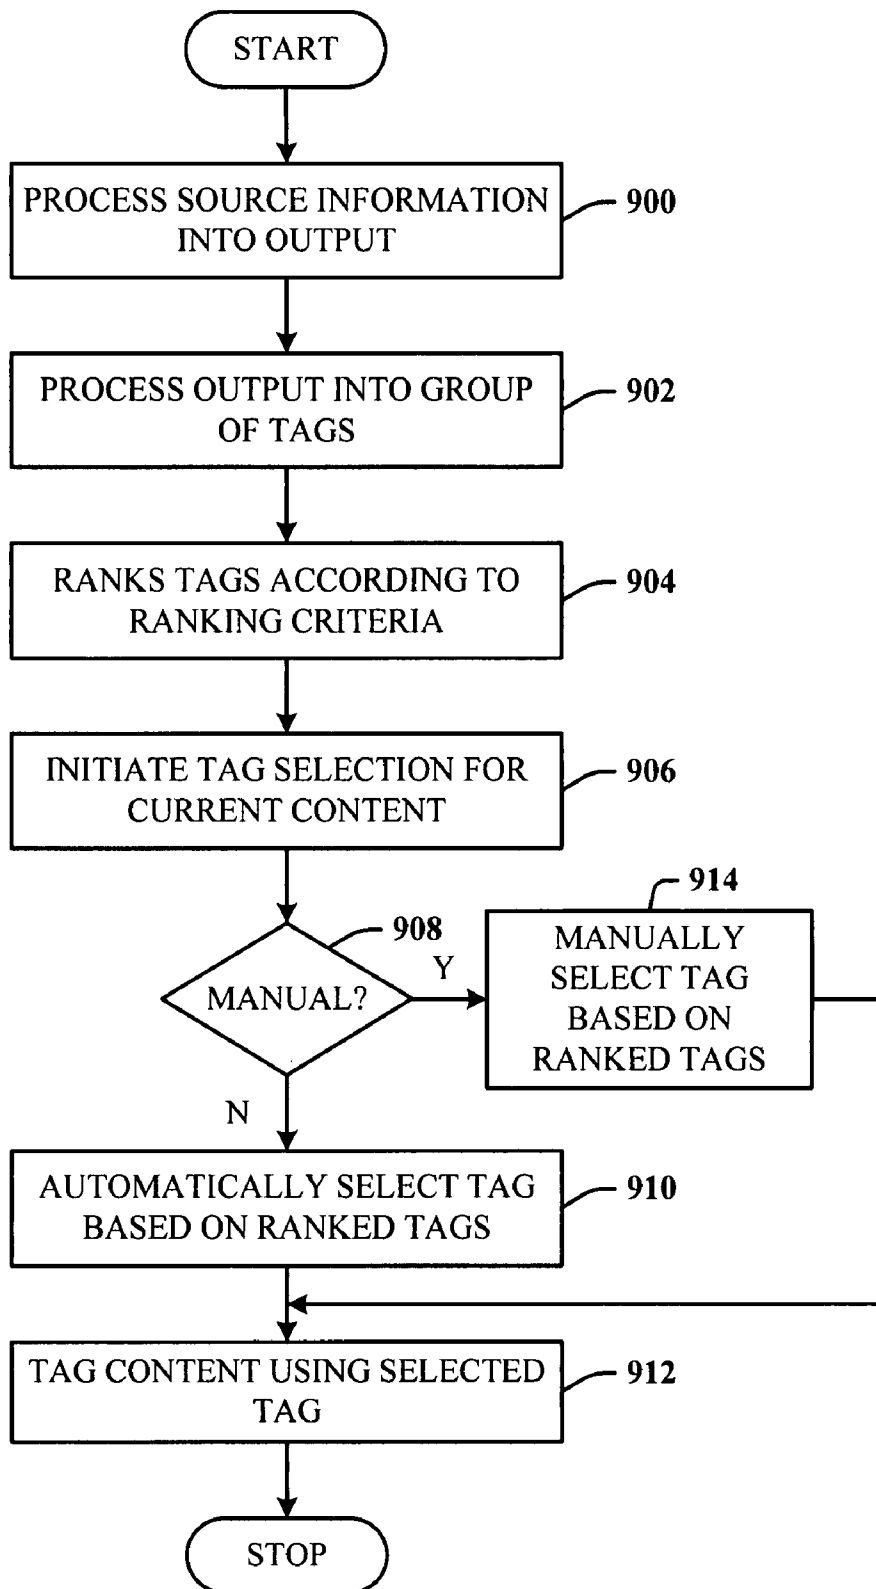 START
PROCESS SOURCE INFORMATION
INTO OUTPUT
900
PROCESS OUTPUT INTO GROUP
OF TAGS
902
RANKS TAGS ACCORDING TO
RANKING CRITERIA
904
INITIATE TAG SELECTION FOR
CURRENT CONTENT
906
MANUAL?
908
Y
914
MANUALLY
SELECT TAG
BASED ON
RANKED TAGS
N
AUTOMATICALLY SELECT TAG
BASED ON RANKED TAGS
910
TAG CONTENT USING SELECTED
TAG
912
STOP